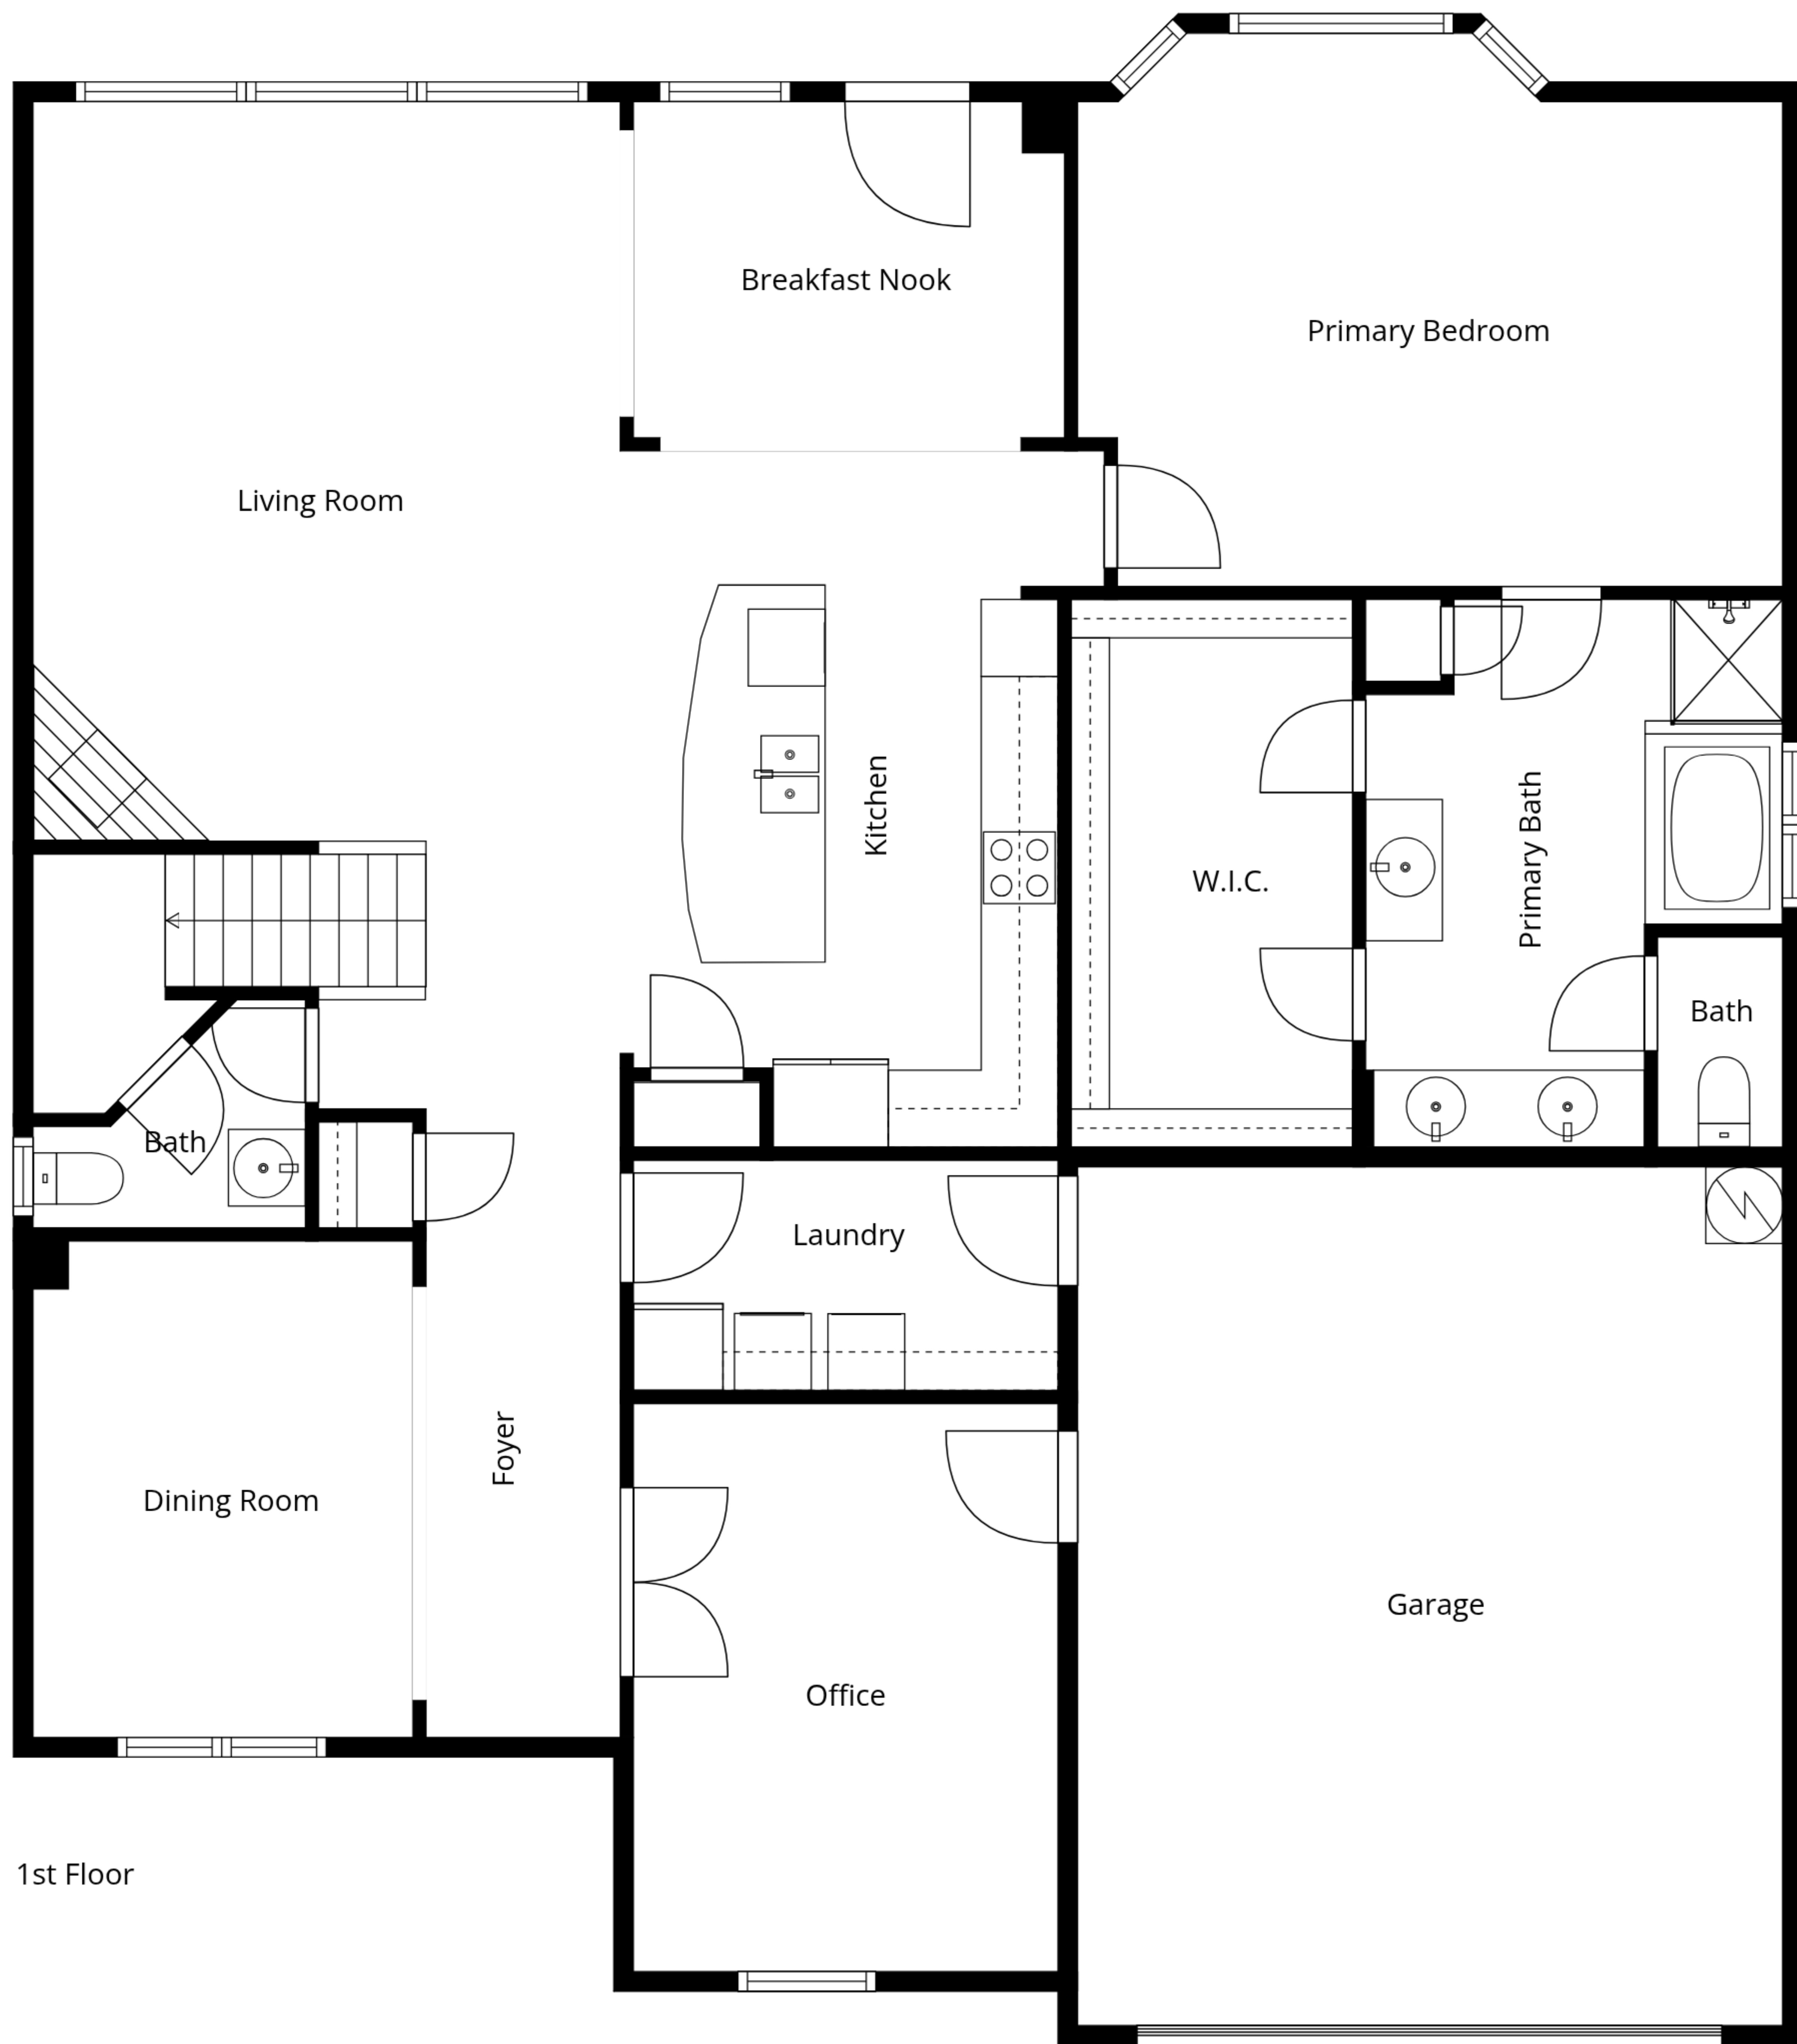 Breakfast Nook
Primary Bedroom
Living Room
Kitchen
Primary Bath
W.I.C.
Bath
Bath
Laundry
Foyer
Dining Room
Garage
Office
1st Floor